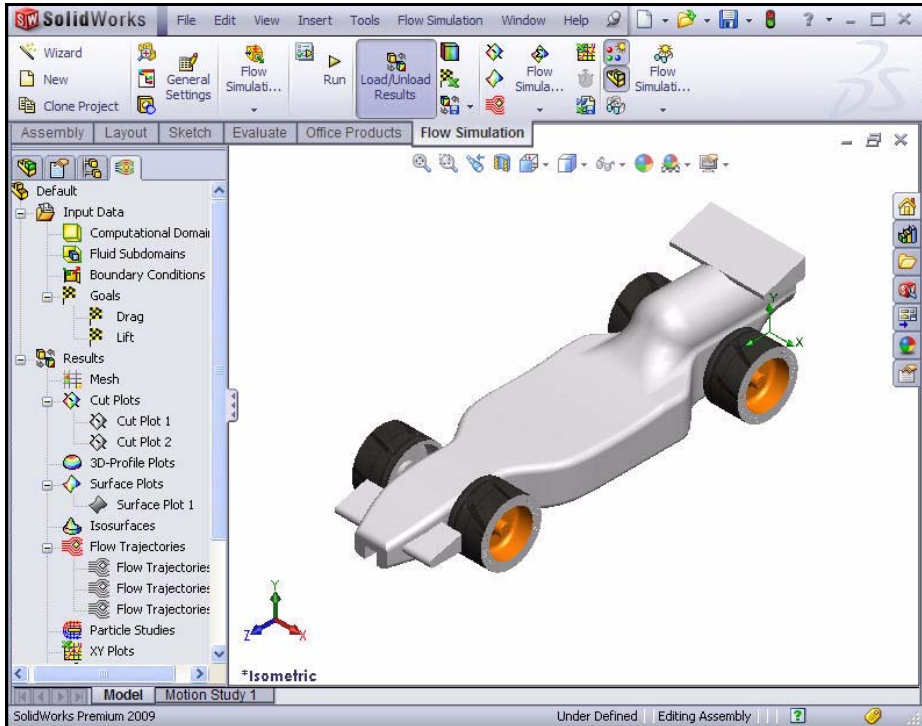 SolidWorks File Edit View Insert Tools Flow Simulation Window Help ?
Wizard
New
Clone Project
General Settings
Flow Simulati...
Run
Load/Unload Results
Flow Simula...
Flow Simulati...
Assembly Layout Sketch Evaluate Office Products Flow Simulation
Default
Input Data
Computational Domai
Fluid Subdomains
Boundary Conditions
Goals
Drag
Lift
Results
Mesh
Cut Plots
Cut Plot 1
Cut Plot 2
3D-Profile Plots
Surface Plots
Surface Plot 1
Isosurfaces
Flow Trajectories
Flow Trajectories
Flow Trajectories
Flow Trajectories
Particle Studies
XY Plots
Y
X
Y
Z X
*Isometric
Model Motion Study 1
SolidWorks Premium 2009 Under Defined Editing Assembly ?